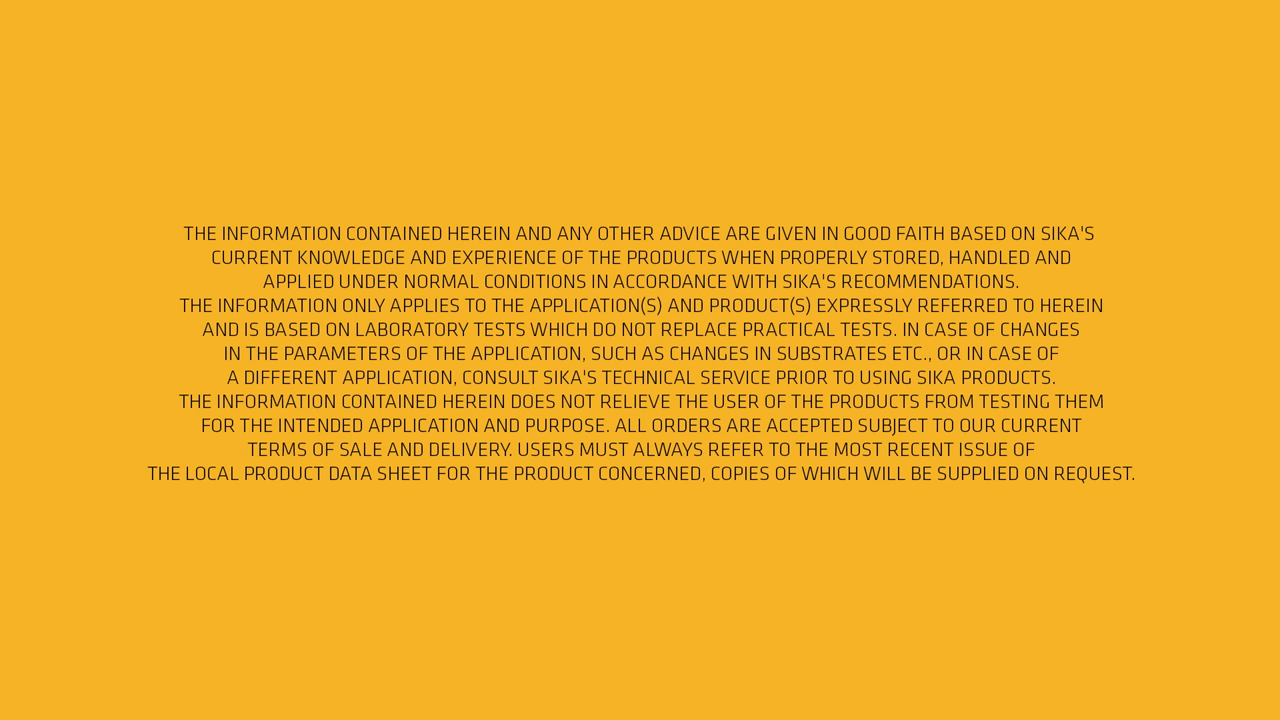 THE INFORMATION CONTAINED HEREIN AND ANY OTHER ADVICE ARE GIVEN IN GOOD FAITH BASED ON SIKA'S
CURRENT KNOWLEDGE AND EXPERIENCE OF THE PRODUCTS WHEN PROPERLY STORED, HANDLED AND
APPLIED UNDER NORMAL CONDITIONS IN ACCORDANCE WITH SIKA'S RECOMMENDATIONS.
THE INFORMATION ONLY APPLIES TO THE APPLICATION(S) AND PRODUCT(S) EXPRESSLY REFERRED TO HEREIN
AND IS BASED ON LABORATORY TESTS WHICH DO NOT REPLACE PRACTICAL TESTS. IN CASE OF CHANGES
IN THE PARAMETERS OF THE APPLICATION, SUCH AS CHANGES IN SUBSTRATES ETC., OR IN CASE OF
A DIFFERENT APPLICATION, CONSULT SIKA'S TECHNICAL SERVICE PRIOR TO USING SIKA PRODUCTS.
THE INFORMATION CONTAINED HEREIN DOES NOT RELIEVE THE USER OF THE PRODUCTS FROM TESTING THEM
FOR THE INTENDED APPLICATION AND PURPOSE. ALL ORDERS ARE ACCEPTED SUBJECT TO OUR CURRENT
TERMS OF SALE AND DELIVERY. USERS MUST ALWAYS REFER TO THE MOST RECENT ISSUE OF
THE LOCAL PRODUCT DATA SHEET FOR THE PRODUCT CONCERNED, COPIES OF WHICH WILL BE SUPPLIED ON REQUEST.